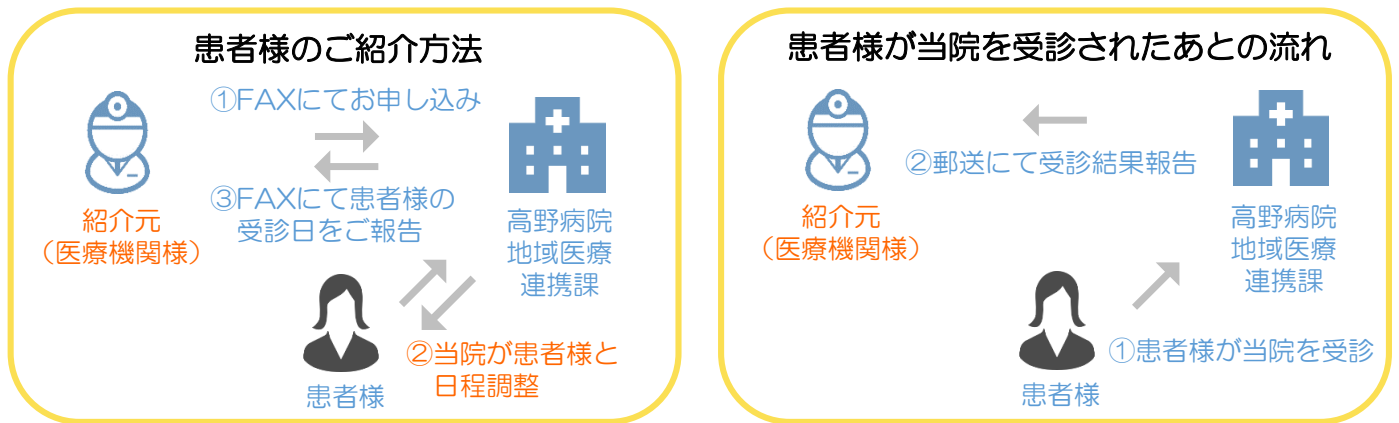 患者様のご紹介方法
①FAXにてお申し込み
③FAXにて患者様の
受診日をご報告
紹介元
（医療機関様）
高野病院
地域医療
連携課
②当院が患者様と
日程調整
患者様
患者様が当院を受診されたあとの流れ
②郵送にて受診結果報告
紹介元
（医療機関様）
高野病院
地域医療
連携課
①患者様が当院を受診
患者様